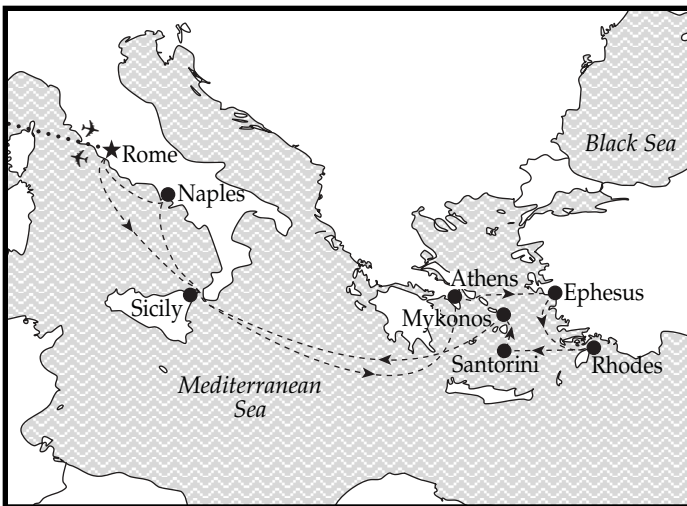 Black Sea
Rome
Naples
Athens
Ephesus
Sicily
Mykonos
Santorini
Rhodes
Mediterranean
Sea